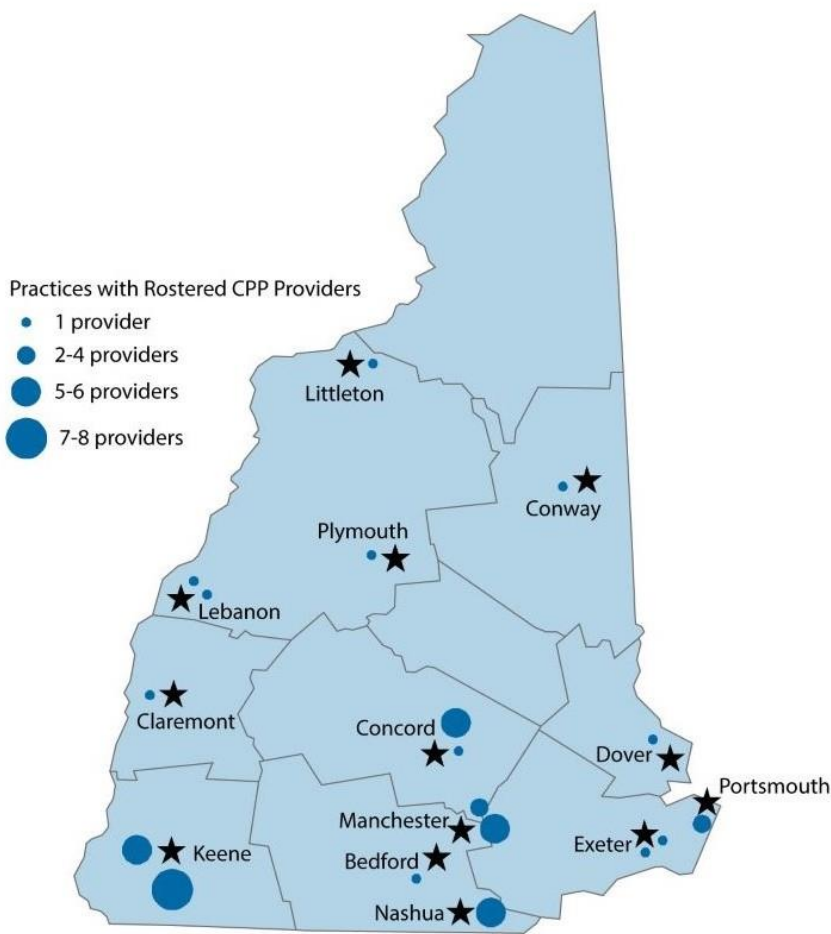 Practices with Rostered CPP Providers
1 provider
2-4 providers
5-6 providers
7-8 providers
Littleton
Conway
Plymouth
Lebanon
Claremont
Concord
Dover
Portsmouth
Manchester
Exeter
Keene
Bedford
Nashua